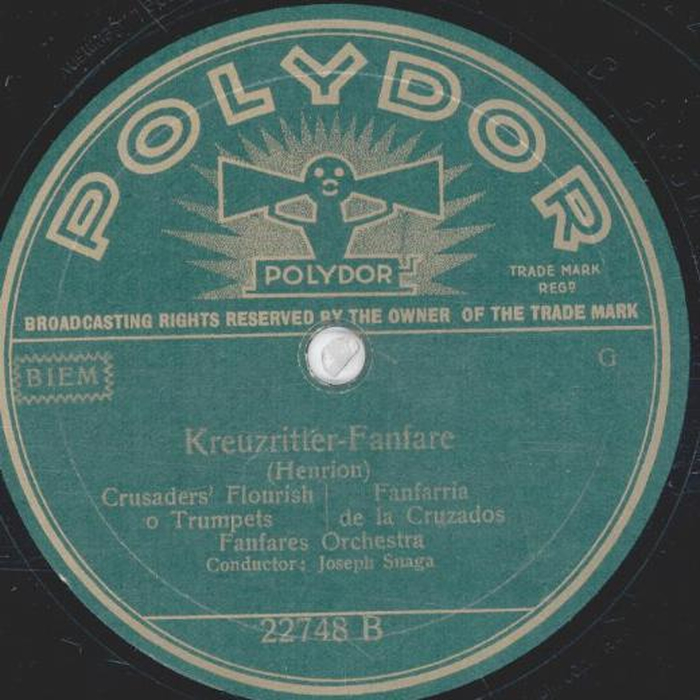 POLYDOR
POLYDOR
TRADE MARK
REGD
BROADCASTING RIGHTS RESERVED BY THE OWNER OF THE TRADE MARK
BIEM
G
Kreuzritter-Fanfare
(Henrion)
Crusaders' Flourish | Fanfarria
o Trumpets | de la Cruzados
Fanfares Orchestra
Conductor: Joseph Snaga
22748 B